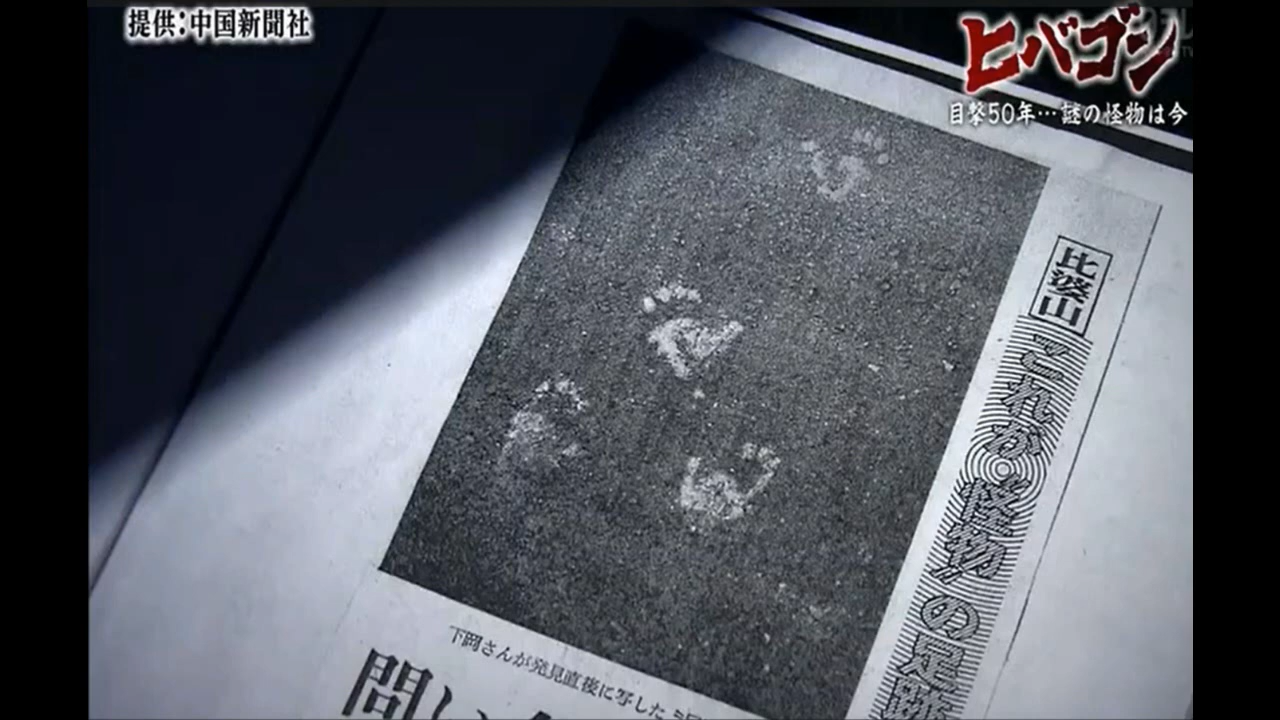 提供:中国新聞社
ヒバゴン
目撃50年…謎の怪物は今
比婆山
これが“怪物”の足跡
下岡さんが発見直後に写した
問い